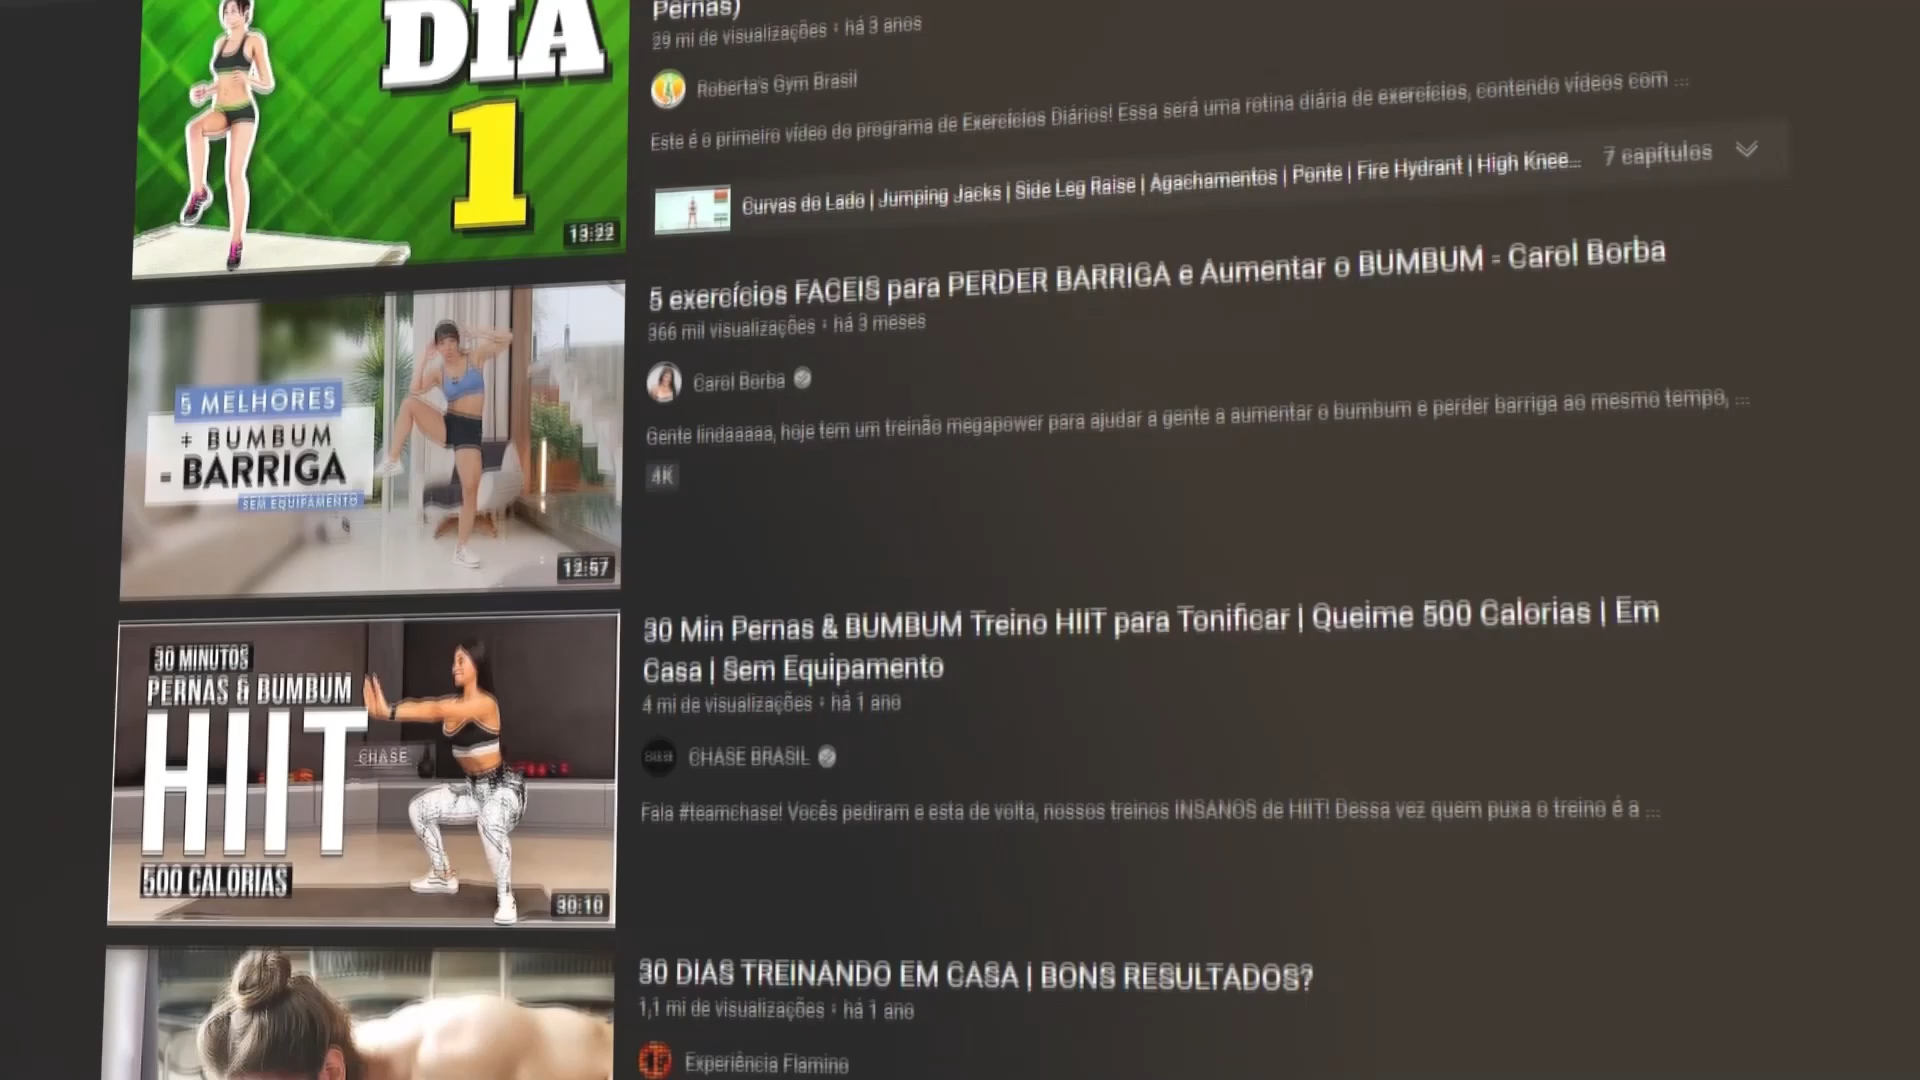 DIA
1
13:22
Pernas)
29 mi de visualizações • há 3 anos
Roberta's Gym Brasil
Este é o primeiro vídeo do programa de Exercícios Diários! Essa será uma rotina diária de exercícios, contendo vídeos com ...
Curvas do Lado | Jumping Jacks | Side Leg Raise | Agachamentos | Ponte | Fire Hydrant | High Knee...
7 capítulos
5 MELHORES
+ BUMBUM
- BARRIGA
SEM EQUIPAMENTO
12:57
5 exercícios FACEIS para PERDER BARRIGA e Aumentar o BUMBUM - Carol Borba
366 mil visualizações • há 3 meses
Carol Borba
Gente lindaaaaa, hoje tem um treinão megapower para ajudar a gente a aumentar o bumbum e perder barriga ao mesmo tempo, ...
4K
30 MINUTOS
PERNAS & BUMBUM
HIIT
CHASE
500 CALORIAS
30:10
30 Min Pernas & BUMBUM Treino HIIT para Tonificar | Queime 500 Calorias | Em
Casa | Sem Equipamento
4 mi de visualizações • há 1 ano
CHASE BRASIL
Fala #teamchase! Vocês pediram e esta de volta, nossos treinos INSANOS de HIIT! Dessa vez quem puxa o treino é a ...
30 DIAS TREINANDO EM CASA | BONS RESULTADOS?
1,1 mi de visualizações • há 1 ano
Experiência Flamino